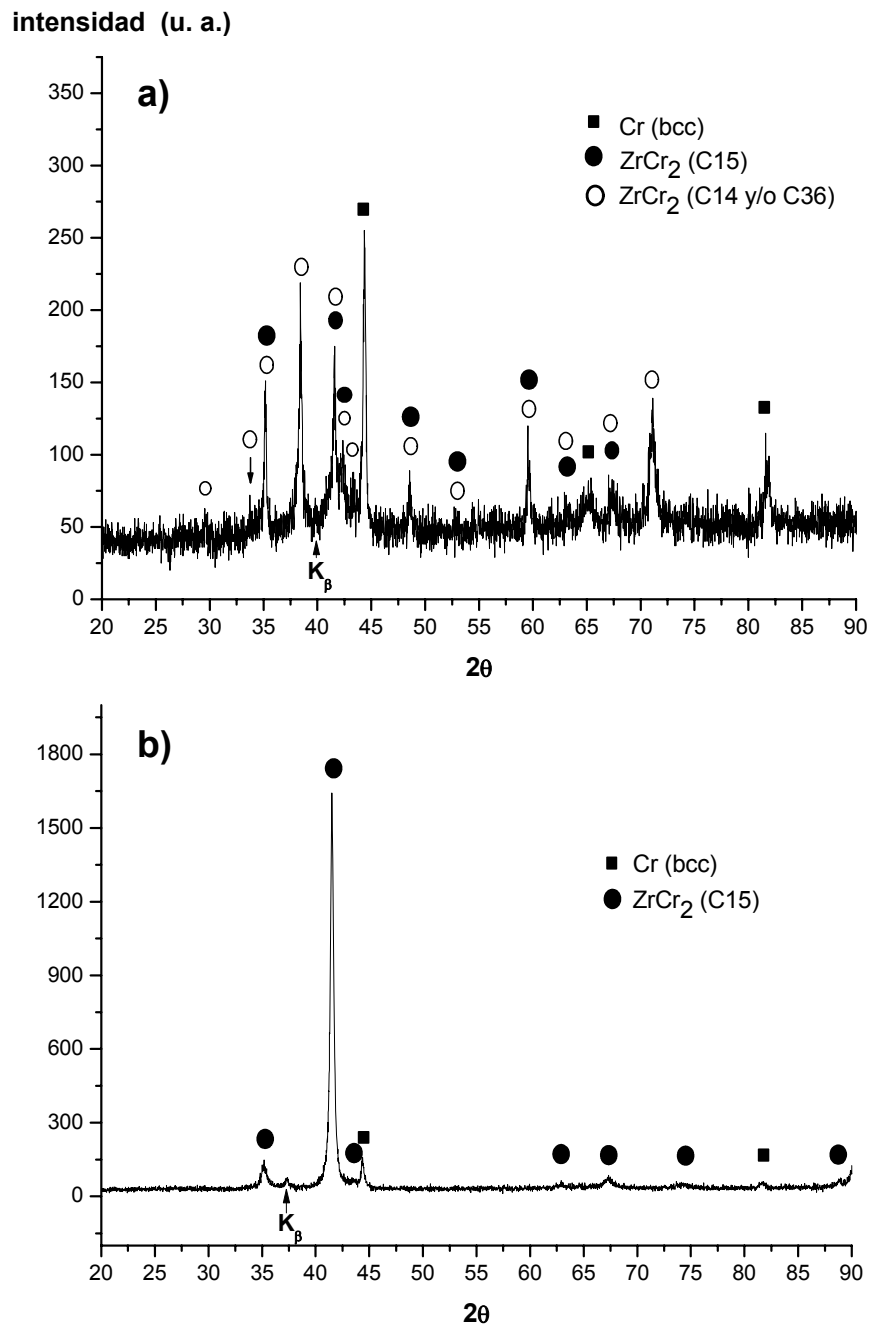 intensidad (u. a.)
a)
Cr (bcc)
ZrCr2 (C15)
ZrCr2 (C14 y/o C36)
350
300
250
200
150
100
50
0
Kβ
20 25 30 35 40 45 50 55 60 65 70 75 80 85 90
2θ
b)
Cr (bcc)
ZrCr2 (C15)
1800
1500
1200
900
600
300
0
Kβ
20 25 30 35 40 45 50 55 60 65 70 75 80 85 90
2θ